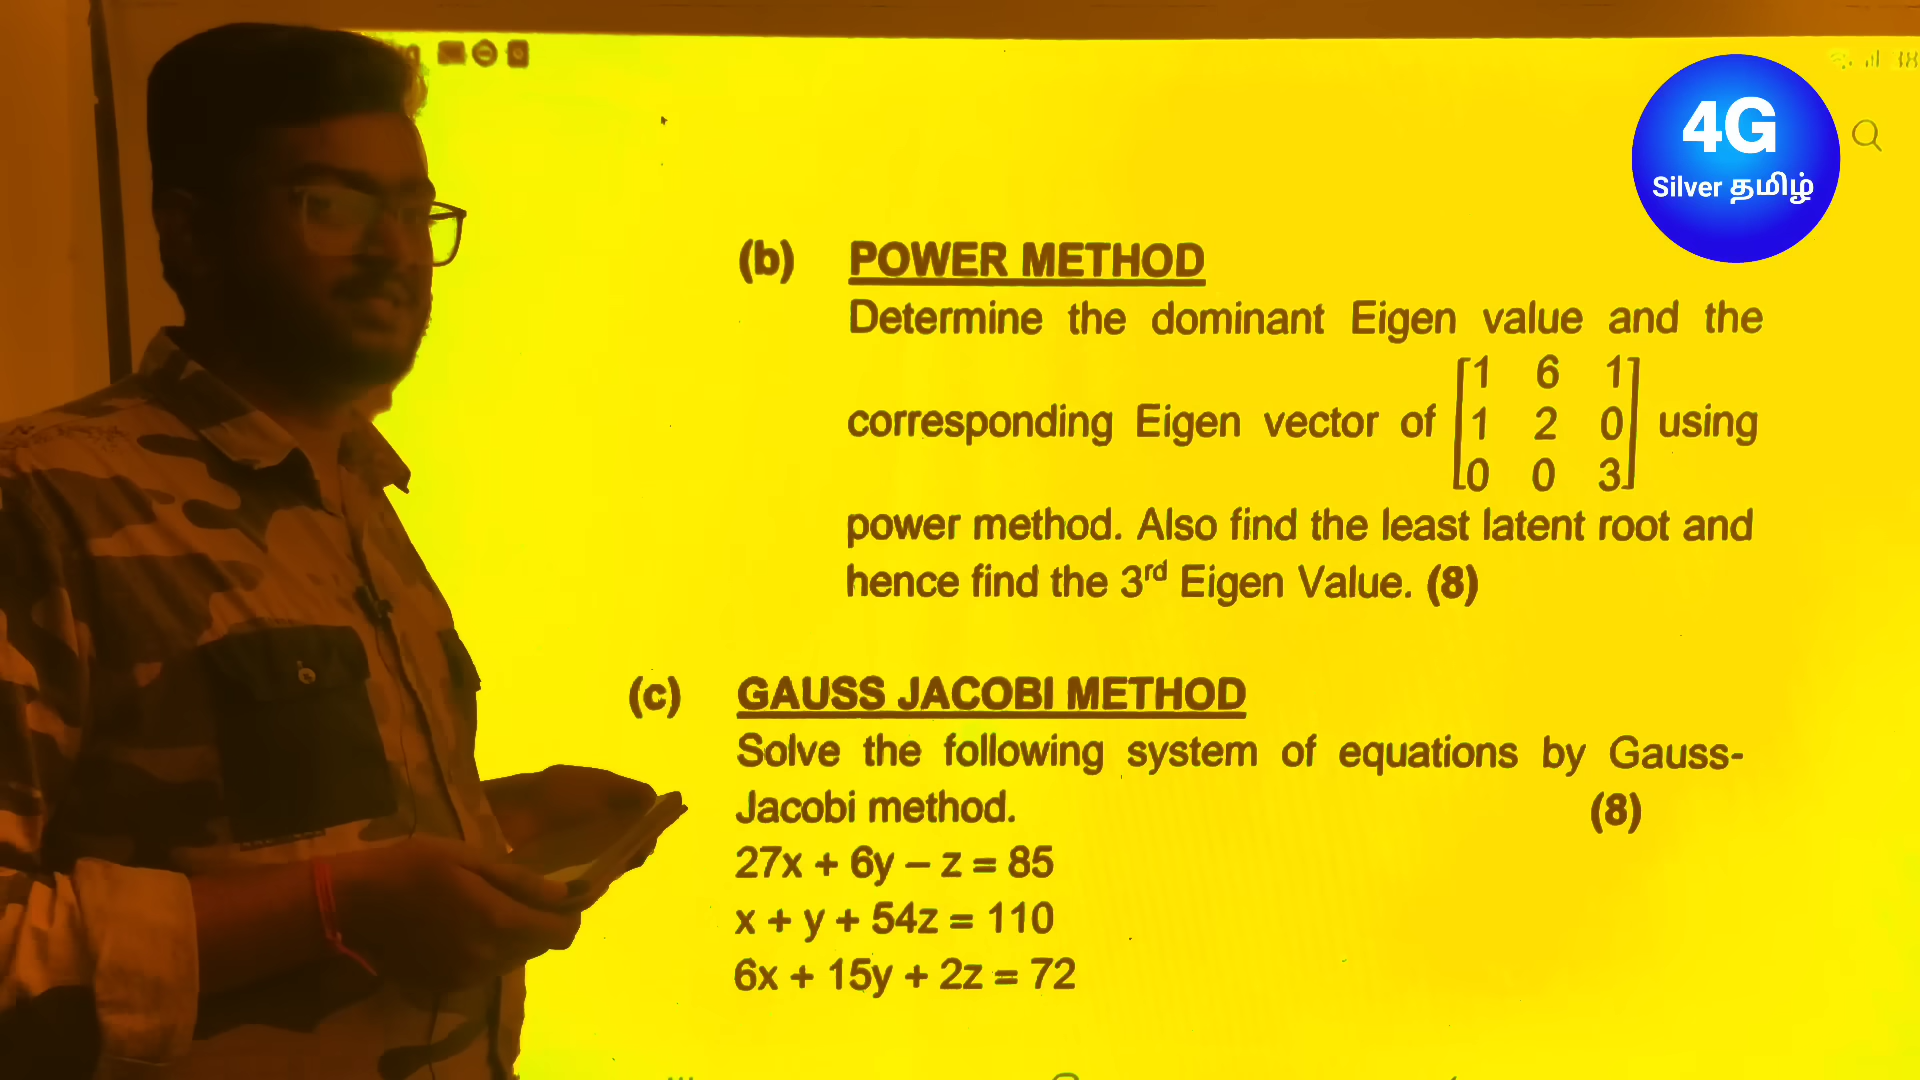 4G
Silver தமிழ்
(b) POWER METHOD
Determine the dominant Eigen value and the
corresponding Eigen vector of [1 6 1
1 2 0
0 0 3] using
power method. Also find the least latent root and
hence find the 3rd Eigen Value. (8)
(c) GAUSS JACOBI METHOD
Solve the following system of equations by Gauss-
Jacobi method. (8)
27x + 6y – z = 85
x + y + 54z = 110
6x + 15y + 2z = 72